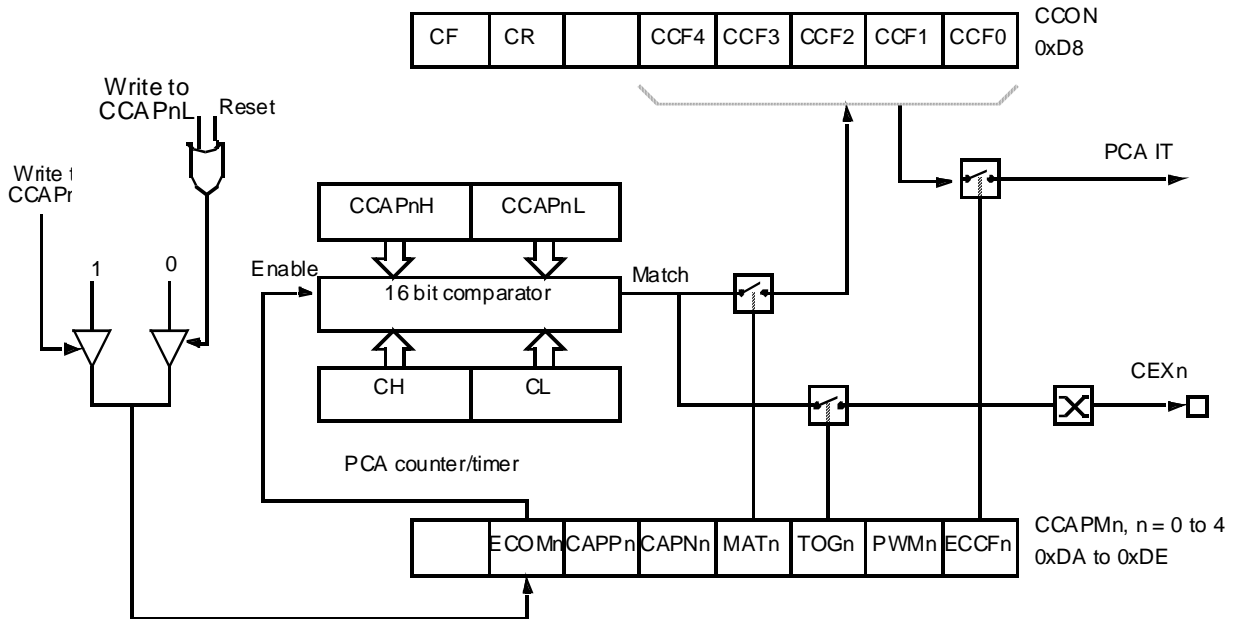 CF CR CCF4 CCF3 CCF2 CCF1 CCF0
CCON
0xD8
Write to
CCAPnL
Reset
Write
CCAP
PCA IT
CCAPnH CCAPnL
1 0
Enable
16 bit comparator
Match
CH CL
CEXn
PCA counter/timer
ECOMn CAPPn CAPNn MATn TOGn PWMn ECCFn
CCAPMn, n = 0 to 4
0xDA to 0xDE